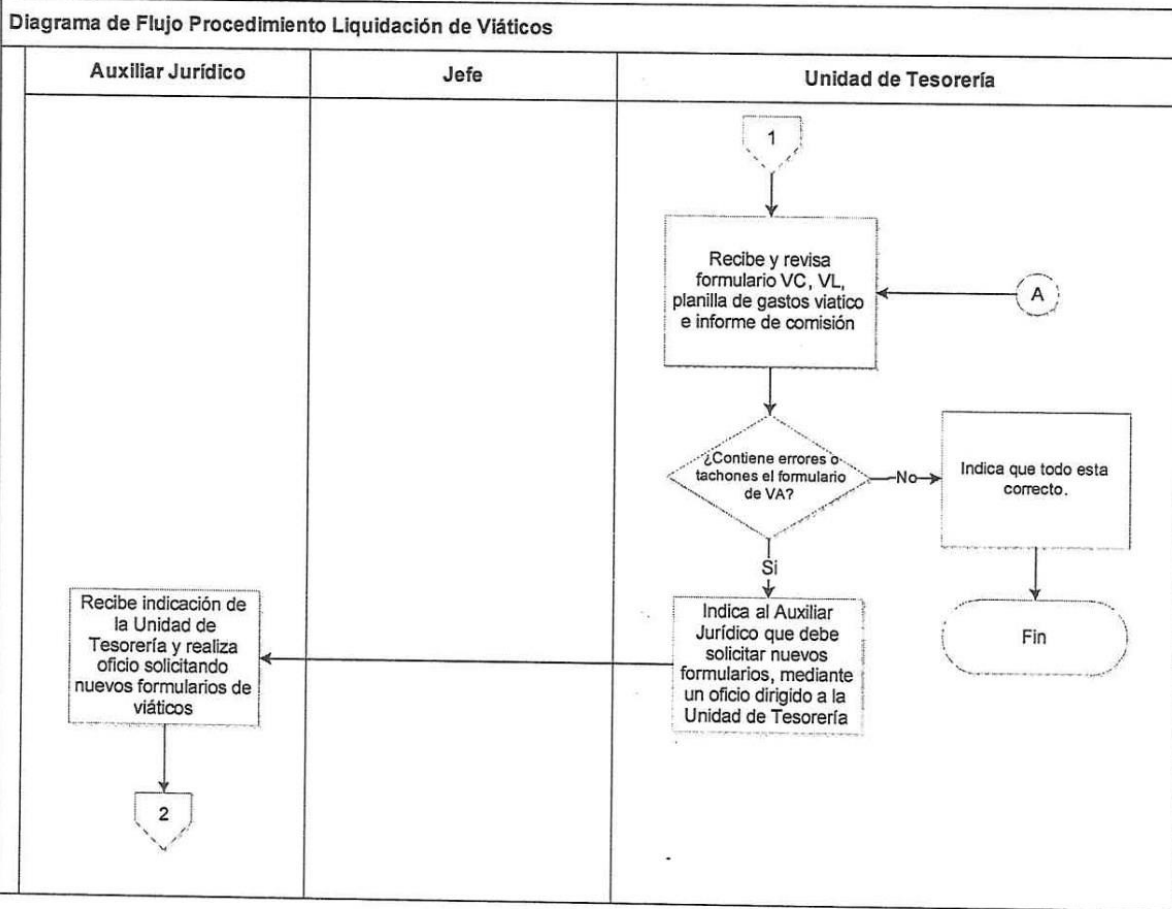 Diagrama de Flujo Procedimiento Liquidación de Viáticos
Auxiliar Jurídico
Jefe
Unidad de Tesorería
1
Recibe y revisa
formulario VC, VL,
planilla de gastos viatico
e informe de comisión
A
¿Contiene errores o
tachones el formulario
de VA?
No
Indica que todo esta
correcto.
Si
Fin
Indica al Auxiliar
Jurídico que debe
solicitar nuevos
formularios, mediante
un oficio dirigido a la
Unidad de Tesorería
Recibe indicación de
la Unidad de
Tesorería y realiza
oficio solicitando
nuevos formularios de
viáticos
2